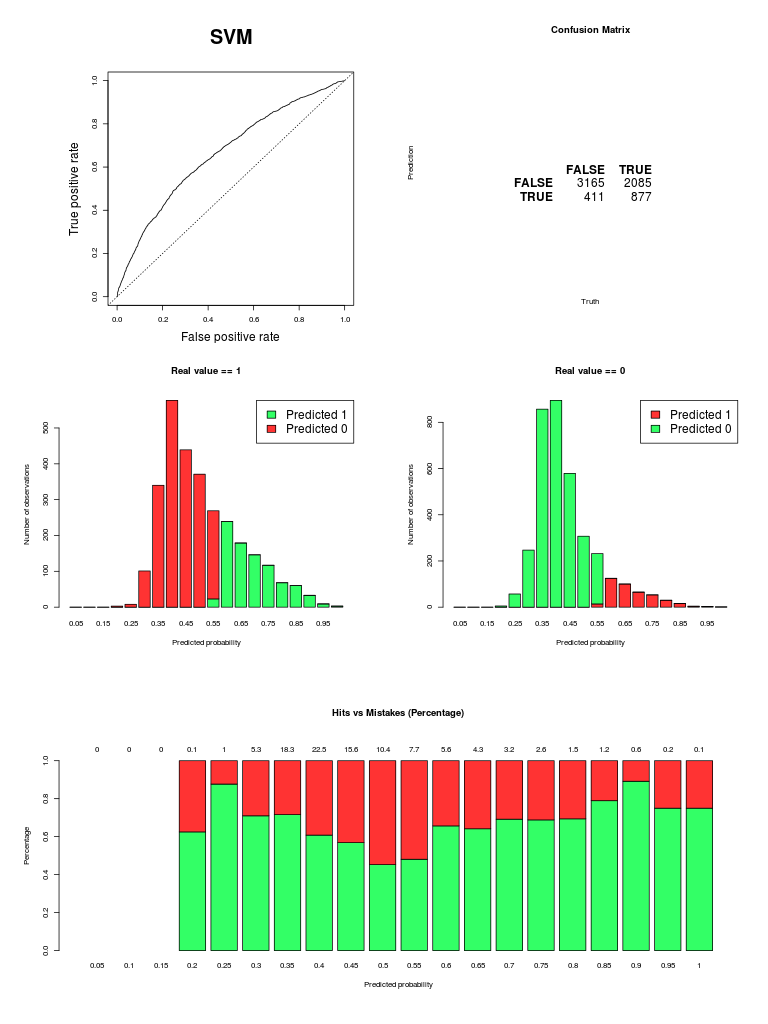 SVM
True positive rate
1.0
0.8
0.6
0.4
0.2
0.0
0.0 0.2 0.4 0.6 0.8 1.0
False positive rate
Confusion Matrix
Prediction
FALSE TRUE
FALSE 3165 2085
TRUE 411 877
Truth
Real value == 1
Predicted 1
Predicted 0
Number of observations
500
400
300
200
100
0
0.05 0.15 0.25 0.35 0.45 0.55 0.65 0.75 0.85 0.95
Predicted probability
Real value == 0
Predicted 1
Predicted 0
Number of observations
800
600
400
200
0
0.05 0.15 0.25 0.35 0.45 0.55 0.65 0.75 0.85 0.95
Predicted probability
Hits vs Mistakes (Percentage)
0 0 0 0.1 1 5.3 18.3 22.5 15.6 10.4 7.7 5.6 4.3 3.2 2.6 1.5 1.2 0.6 0.2 0.1
Percentage
1.0
0.8
0.6
0.4
0.2
0.0
0.05 0.1 0.15 0.2 0.25 0.3 0.35 0.4 0.45 0.5 0.55 0.6 0.65 0.7 0.75 0.8 0.85 0.9 0.95 1
Predicted probability